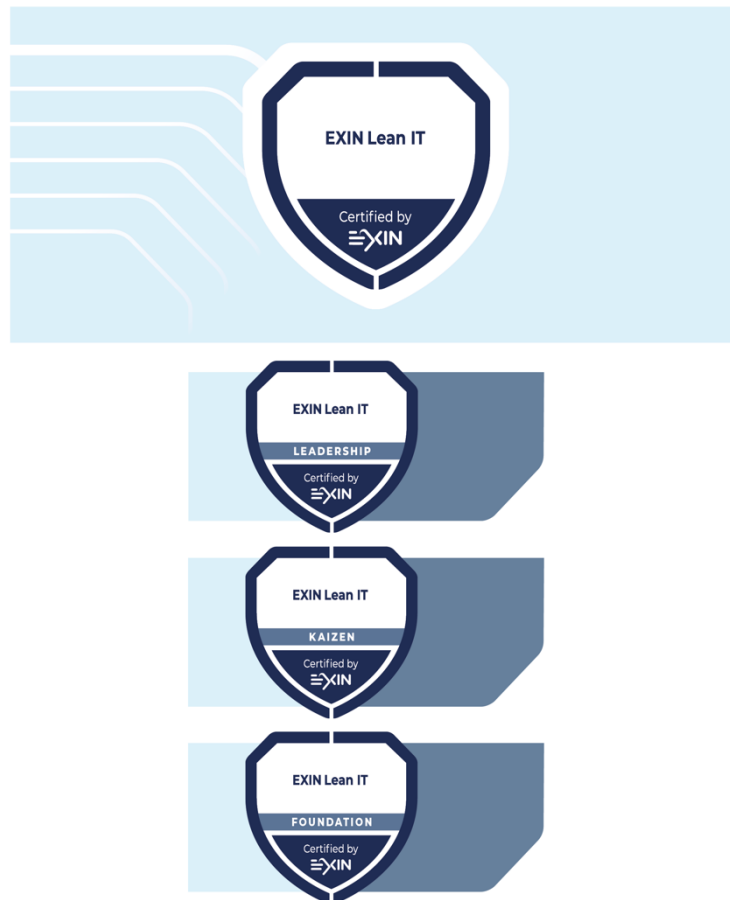 EXIN Lean IT
Certified by
EXIN
EXIN Lean IT
LEADERSHIP
Certified by
EXIN
EXIN Lean IT
KAIZEN
Certified by
EXIN
EXIN Lean IT
FOUNDATION
Certified by
EXIN